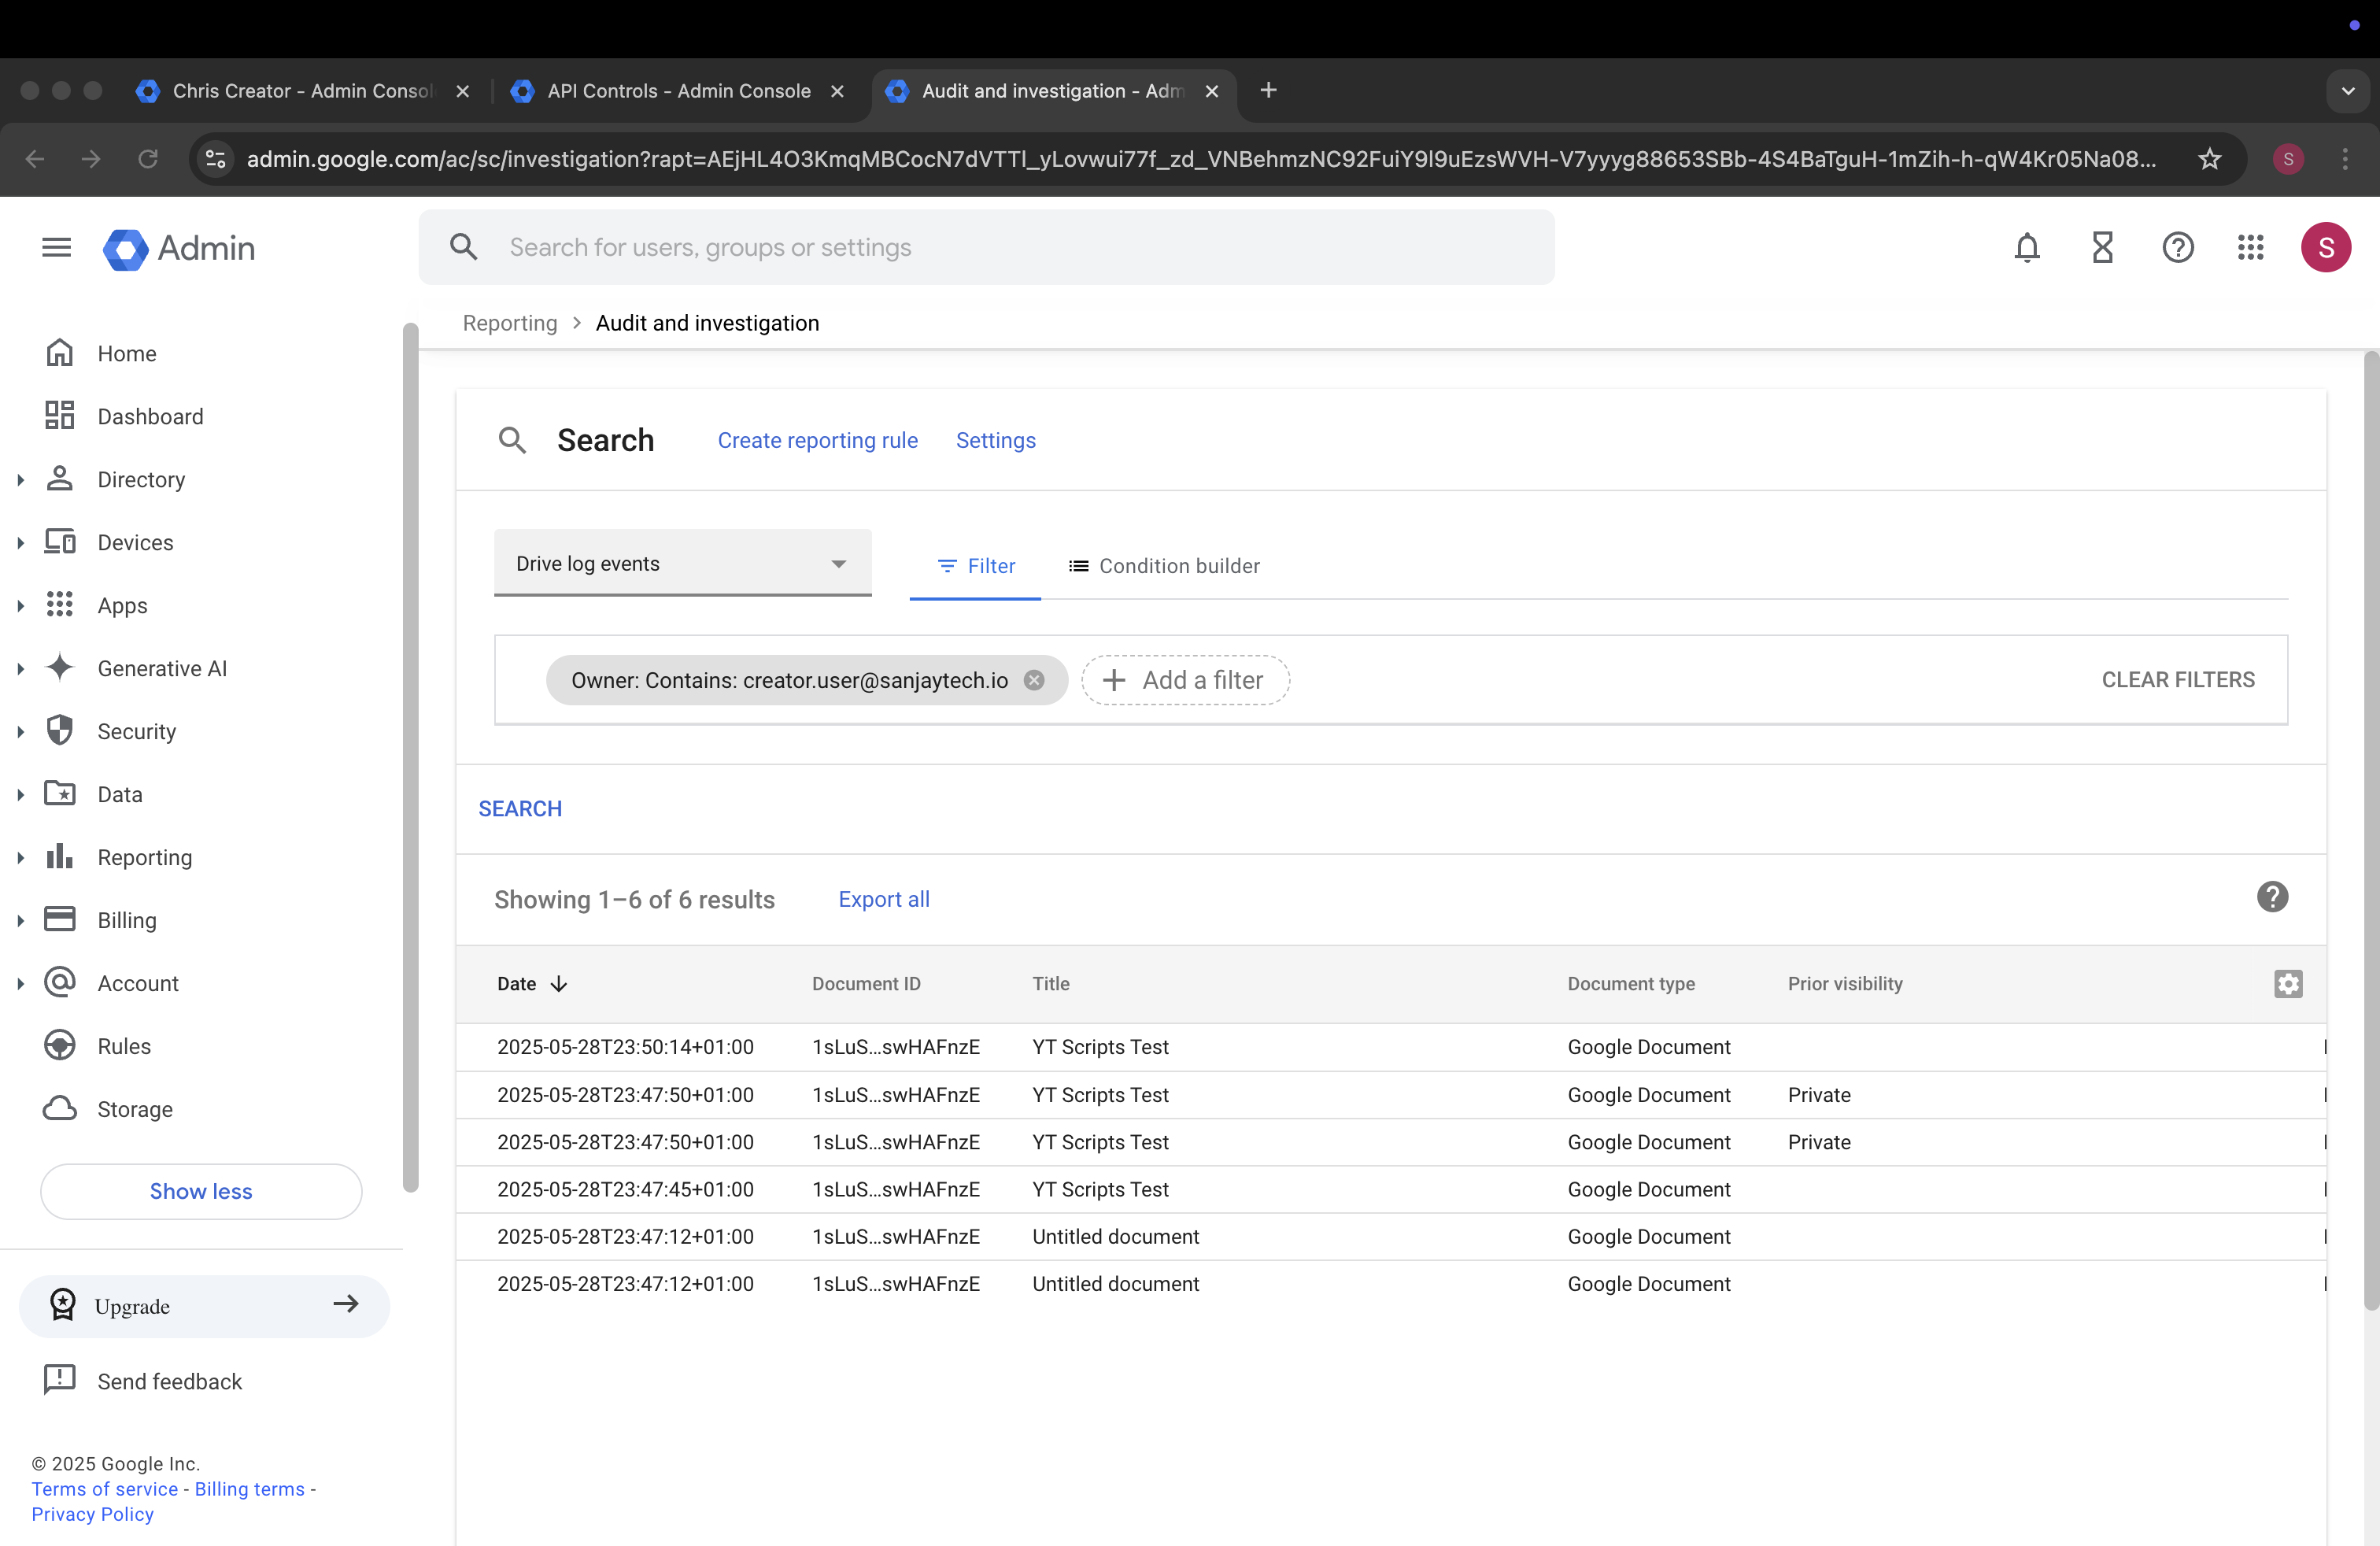 Chris Creator - Admin Consol
API Controls - Admin Console
Audit and investigation - Adm
admin.google.com/ac/sc/investigation?rapt=AEjHL4O3KmqMBCocN7dVTTl_yLovwui77f_zd_VNBehmzNC92FuiY9l9uEzsWVH-V7yyyg88653SBb-4S4BaTguH-1mZih-h-qW4Kr05Na08...
S
Admin
Search for users, groups or settings
S
Reporting > Audit and investigation
Home
Dashboard
Directory
Devices
Apps
Generative AI
Security
Data
Reporting
Billing
Account
Rules
Storage
Show less
Upgrade
Send feedback
© 2025 Google Inc.
Terms of service - Billing terms -
Privacy Policy
Search Create reporting rule Settings
Drive log events Filter Condition builder
Owner: Contains: creator.user@sanjaytech.io Add a filter CLEAR FILTERS
SEARCH
Showing 1–6 of 6 results Export all
Date Document ID Title Document type Prior visibility
2025-05-28T23:50:14+01:00 1sLuS...swHAFnzE YT Scripts Test Google Document
2025-05-28T23:47:50+01:00 1sLuS...swHAFnzE YT Scripts Test Google Document Private
2025-05-28T23:47:50+01:00 1sLuS...swHAFnzE YT Scripts Test Google Document Private
2025-05-28T23:47:45+01:00 1sLuS...swHAFnzE YT Scripts Test Google Document
2025-05-28T23:47:12+01:00 1sLuS...swHAFnzE Untitled document Google Document
2025-05-28T23:47:12+01:00 1sLuS...swHAFnzE Untitled document Google Document